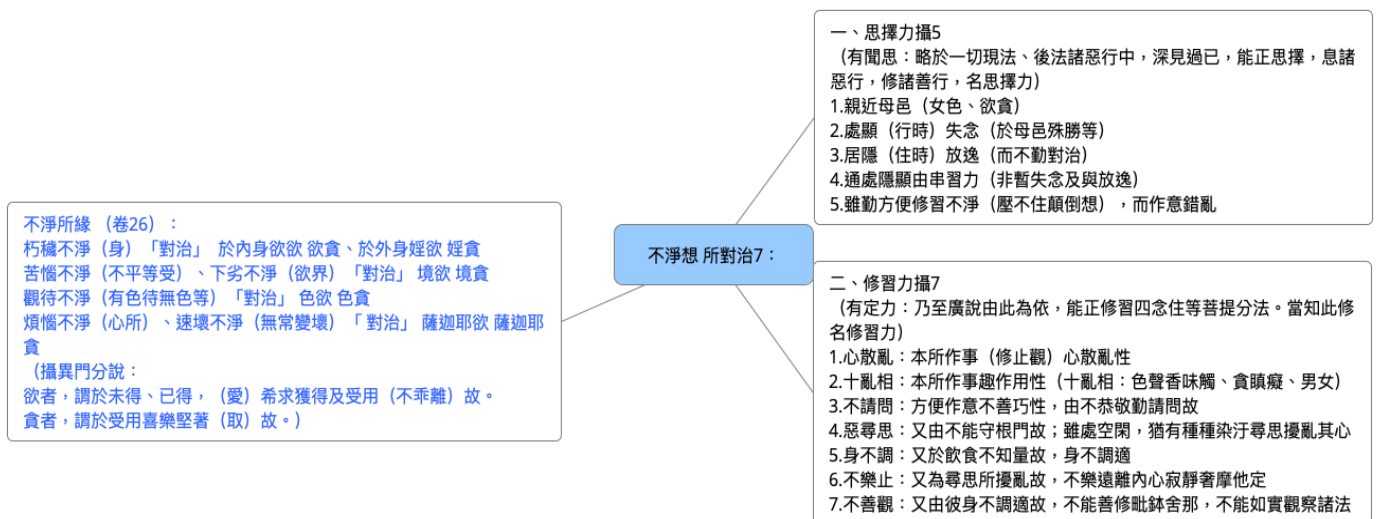 一、思擇力攝5
（有聞思：略於一切現法、後法諸惡行中，深見過已，能正思擇，息諸
惡行，修諸善行，名思擇力）
1.親近母邑（女色、欲貪）
2.處顯（行時）失念（於母邑殊勝等）
3.居隱（住時）放逸（而不勤對治）
4.通處隱顯由串習力（非暫失念及與放逸）
5.雖勤方便修習不淨（壓不住顛倒想），而作意錯亂
不淨所緣 （卷26）：
朽穢不淨（身）「對治」 於內身欲欲 欲貪、於外身婬欲 婬貪
苦惱不淨（不平等受）、下劣不淨（欲界）「對治」 境欲 境貪
觀待不淨（有色待無色等）「對治」 色欲 色貪
煩惱不淨（心所）、速壞不淨（無常變壞）「 對治」 薩迦耶欲 薩迦耶
貪
（攝異門分說：
欲者，謂於未得、已得，（愛）希求獲得及受用（不乖離）故。
貪者，謂於受用喜樂堅著（取）故。）
不淨想 所對治7：
二、修習力攝7
（有定力：乃至廣說由此為依，能正修習四念住等菩提分法。當知此修
名修習力）
1.心散亂：本所作事（修止觀）心散亂性
2.十亂相：本所作事趣作用性（十亂相：色聲香味觸、貪瞋癡、男女）
3.不請問：方便作意不善巧性，由不恭敬勤請問故
4.惡尋思：又由不能守根門故；雖處空閑，猶有種種染汙尋思擾亂其心
5.身不調：又於飲食不知量故，身不調適
6.不樂止：又為尋思所擾亂故，不樂遠離內心寂靜奢摩他定
7.不善觀：又由彼身不調適故，不能善修毗鉢舍那，不能如實觀察諸法